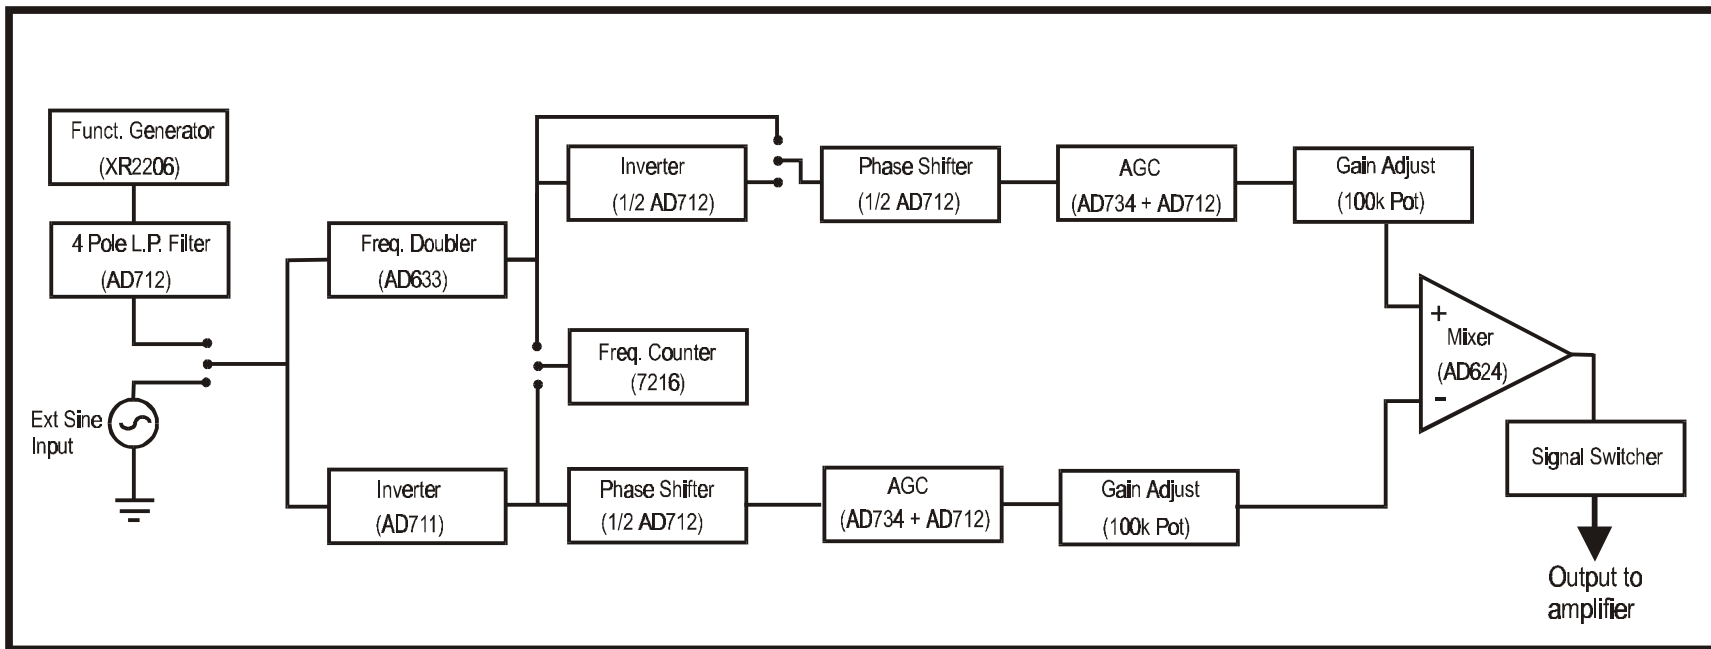 Funct. Generator
(XR2206)
4 Pole L.P. Filter
(AD712)
Ext Sine
Input
Freq. Doubler
(AD633)
Inverter
(AD711)
Inverter
(1/2 AD712)
Freq. Counter
(7216)
Phase Shifter
(1/2 AD712)
Phase Shifter
(1/2 AD712)
AGC
(AD734 + AD712)
AGC
(AD734 + AD712)
Gain Adjust
(100k Pot)
Gain Adjust
(100k Pot)
+
Mixer
(AD624)
-
Signal Switcher
Output to
amplifier